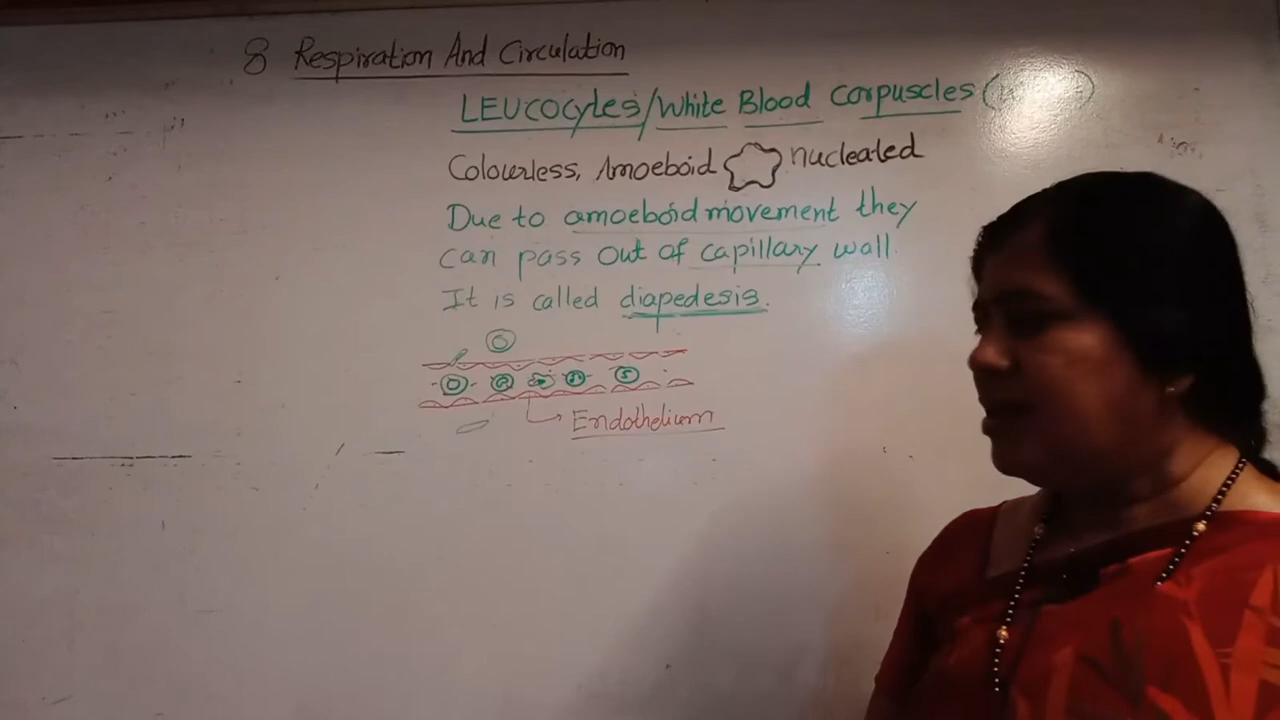 8 Respiration And Circulation
LEUCOCYTES/White Blood Corpuscles
Colourless, Amoeboid nucleated
Due to amoeboid movement they
can pass out of capillary wall.
It is called diapedesis.
Endothelium